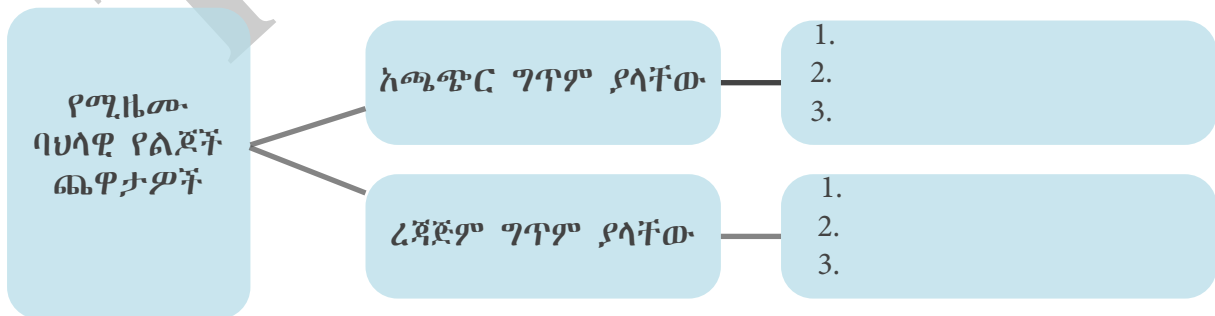 የሚዜሙ
ባህላዊ የልጆች
ጨዋታዎች
አጫጭር ግጥም ያላቸው
1.
2.
3.
ረጃጅም ግጥም ያላቸው
1.
2.
3.